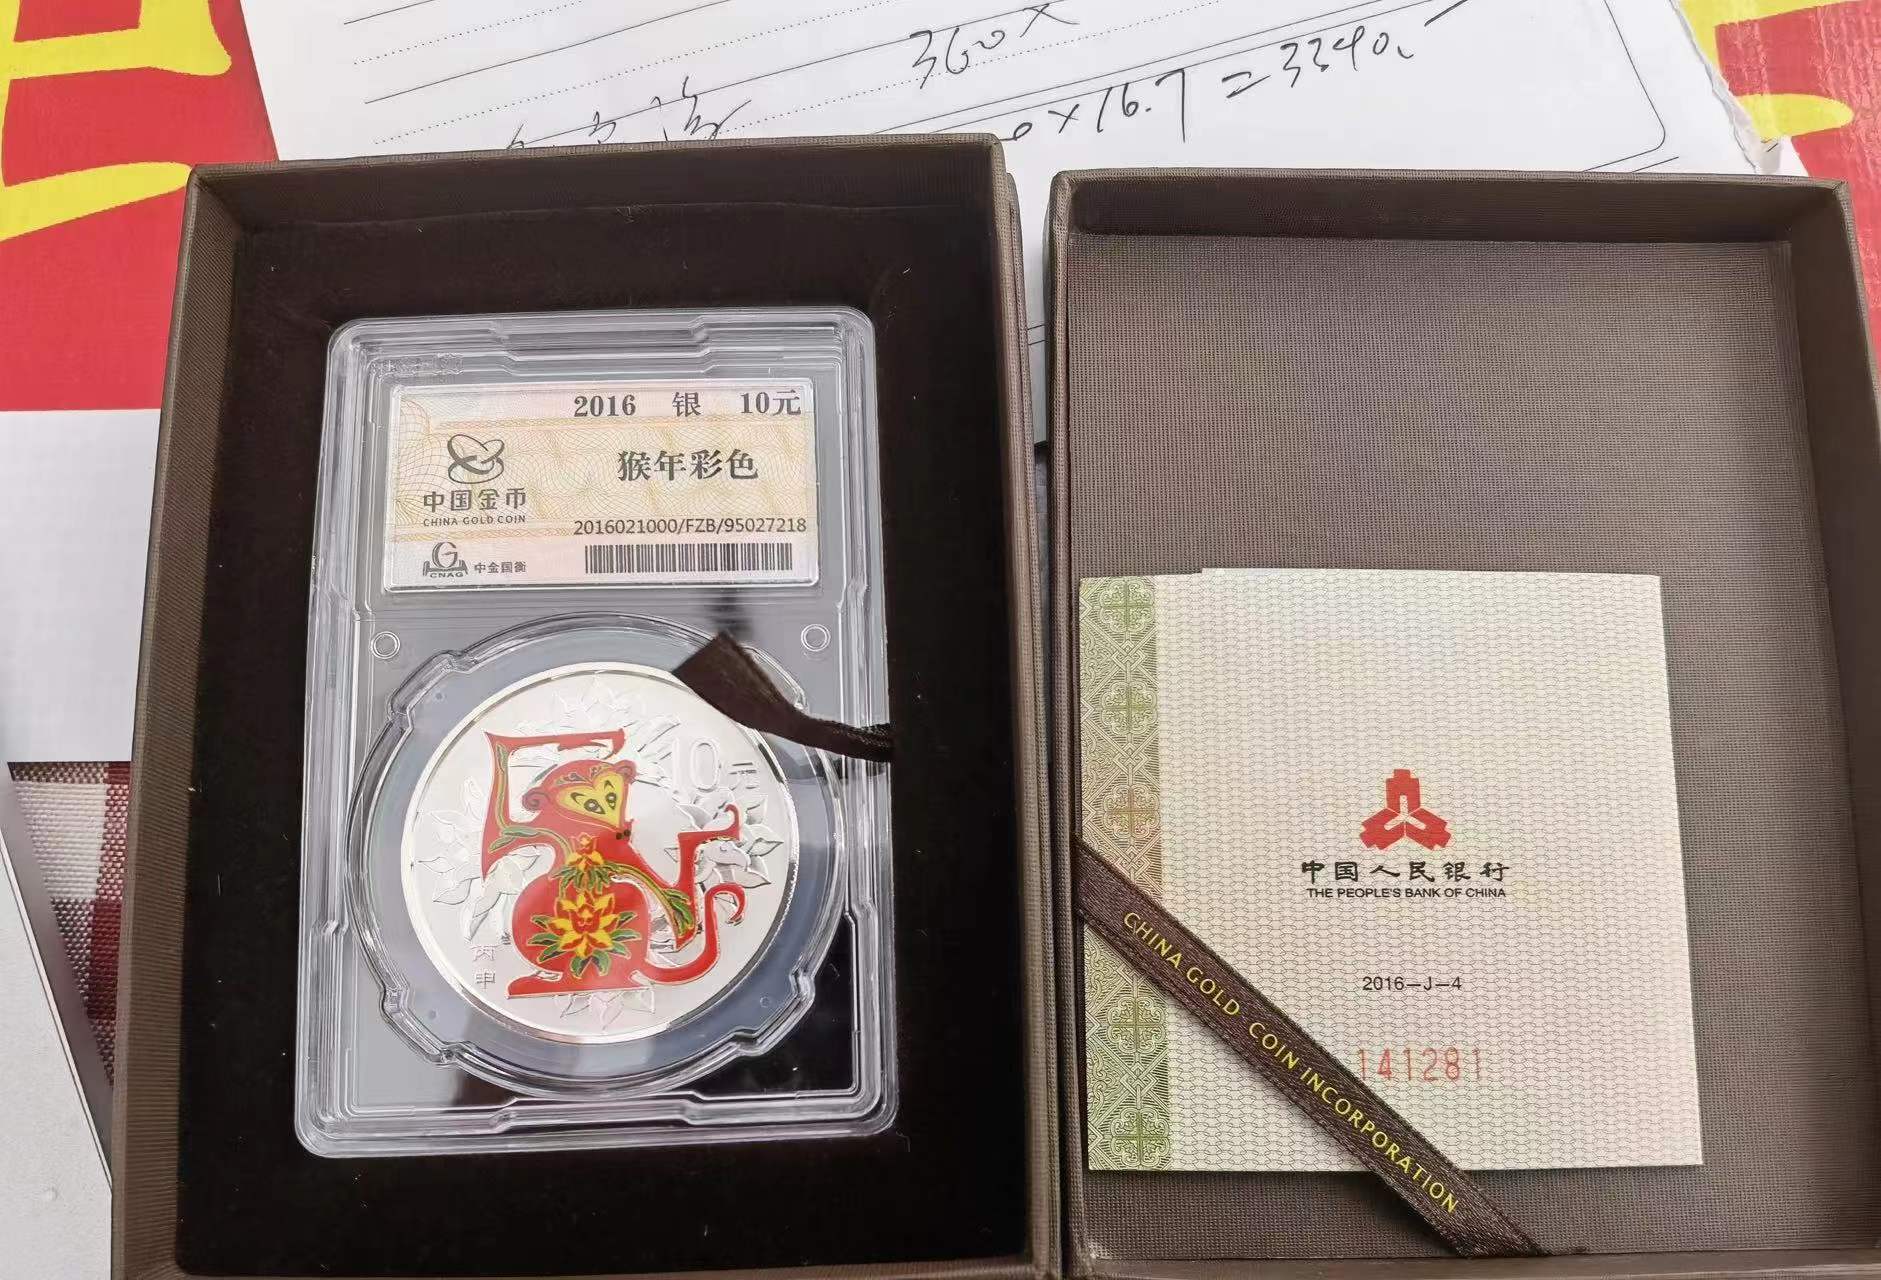 360×
0×16.7=3340
2016 银 10元
中国金币
CHINA GOLD COIN
猴年彩色
2016021000/FZB/95027218
CNAG 中金国衡
10元
丙
申
中国人民银行
THE PEOPLE'S BANK OF CHINA
2016-J-4
141281
CHINA GOLD COIN INCORPORATION